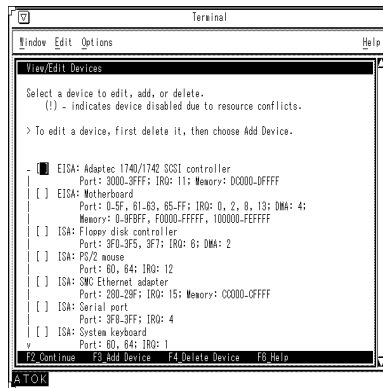 Terminal
Window Edit Options Help
View/Edit Devices
Select a device to edit, add, or delete.
(!) - indicates device disabled due to resource conflicts.
> To edit a device, first delete it, then choose Add Device.
- [ ] EISA: Adaptec 1740/1742 SCSI controller
| Port: 3000-3FFF; IRQ: 11; Memory: DC000-DFFFF
| [ ] EISA: Motherboard
| Port: 0-5F, 61-63, 65-FF; IRQ: 0, 2, 8, 13; DMA: 4;
| Memory: 0-9FBFF, F0000-FFFFF, 100000-FEFFFF
| [ ] ISA: Floppy disk controller
| Port: 3F0-3F5, 3F7; IRQ: 6; DMA: 2
| [ ] ISA: PS/2 mouse
| Port: 60, 64; IRQ: 12
| [ ] ISA: SMC Ethernet adapter
| Port: 280-29F; IRQ: 15; Memory: CC000-CFFFF
| [ ] ISA: Serial port
| Port: 3F8-3FF; IRQ: 4
| [ ] ISA: System keyboard
v Port: 60, 64; IRQ: 1
F2_Continue F3_Add Device F4_Delete Device F6_Help
ATOK